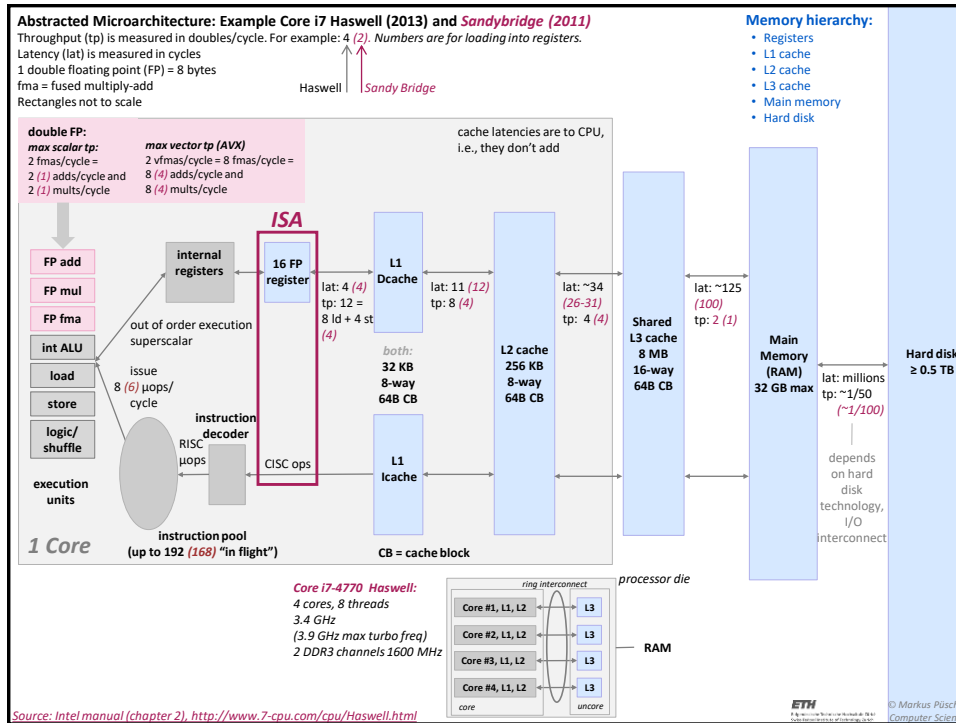 Abstracted Microarchitecture: Example Core i7 Haswell (2013) and Sandybridge (2011)
Throughput (tp) is measured in doubles/cycle. For example: 4 (2). Numbers are for loading into registers.
Latency (lat) is measured in cycles
1 double floating point (FP) = 8 bytes
fma = fused multiply-add
Rectangles not to scale
Haswell
Sandy Bridge
Memory hierarchy:
• Registers
• L1 cache
• L2 cache
• L3 cache
• Main memory
• Hard disk
double FP:
max scalar tp:
2 fmas/cycle =
2 (1) adds/cycle and
2 (1) mults/cycle
max vector tp (AVX)
2 vfmas/cycle = 8 fmas/cycle =
8 (4) adds/cycle and
8 (4) mults/cycle
cache latencies are to CPU,
i.e., they don't add
ISA
FP add
FP mul
FP fma
int ALU
load
store
logic/
shuffle
execution
units
internal
registers
16 FP
register
lat: 4 (4)
tp: 12 =
8 ld + 4 st
(4)
L1
Dcache
lat: 11 (12)
tp: 8 (4)
L2 cache
256 KB
8-way
64B CB
lat: ~34
(26-31)
tp: 4 (4)
Shared
L3 cache
8 MB
16-way
64B CB
lat: ~125
(100)
tp: 2 (1)
Main
Memory
(RAM)
32 GB max
lat: millions
tp: ~1/50
(~1/100)
depends
on hard
disk
technology,
I/O
interconnect
Hard disk
≥ 0.5 TB
out of order execution
superscalar
both:
32 KB
8-way
64B CB
issue
8 (6) μops/
cycle
instruction
decoder
RISC
μops
CISC ops
L1
Icache
1 Core
instruction pool
(up to 192 (168) "in flight")
CB = cache block
Core i7-4770 Haswell:
4 cores, 8 threads
3.4 GHz
(3.9 GHz max turbo freq)
2 DDR3 channels 1600 MHz
ring interconnect
processor die
Core #1, L1, L2
L3
Core #2, L1, L2
L3
Core #3, L1, L2
L3
Core #4, L1, L2
L3
core
uncore
RAM
Source: Intel manual (chapter 2), http://www.7-cpu.com/cpu/Haswell.html
ETH
© Markus Püsch
Computer Scien